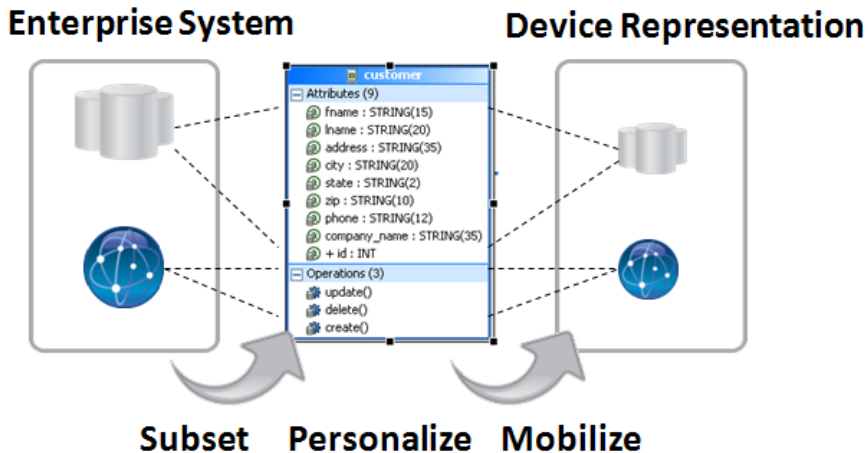 Enterprise System
Device Representation
customer
Attributes (9)
fname : STRING(15)
lname : STRING(20)
address : STRING(35)
city : STRING(20)
state : STRING(2)
zip : STRING(10)
phone : STRING(12)
company_name : STRING(35)
+ id : INT
Operations (3)
update()
delete()
create()
Subset Personalize Mobilize